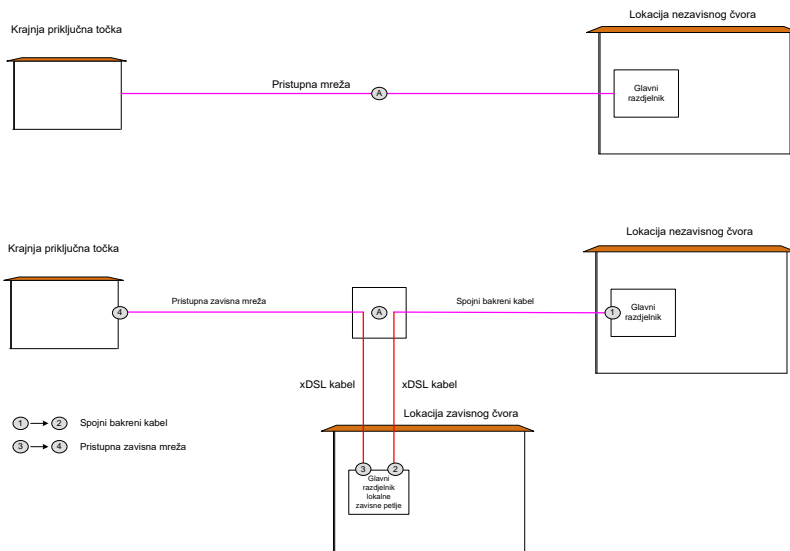 Lokacija nezavisnog čvora
Krajnja priključna točka
Pristupna mreža
A
Glavni
razdjelnik
Lokacija nezavisnog čvora
Krajnja priključna točka
Pristupna zavisna mreža
A
Spojni bakreni kabel
4
1
Glavni
razdjelnik
xDSL kabel
xDSL kabel
Lokacija zavisnog čvora
1 2 Spojni bakreni kabel
3 4 Pristupna zavisna mreža
3
2
Glavni
razdjelnik
lokalne
zavisne petlje